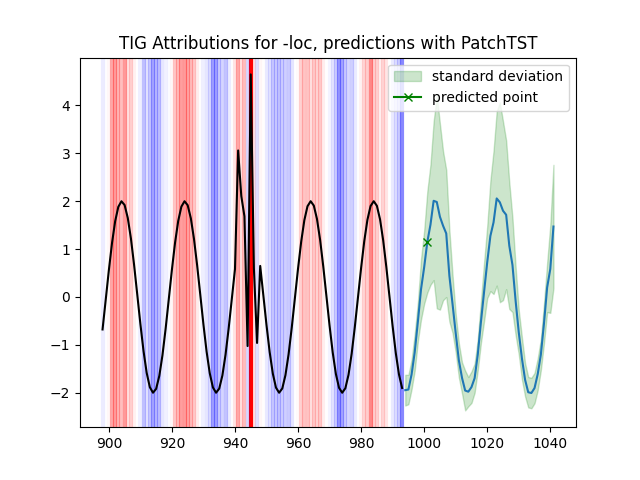 TIG Attributions for -loc, predictions with PatchTST
standard deviation
predicted point
4
3
2
1
0
−1
−2
900 920 940 960 980 1000 1020 1040